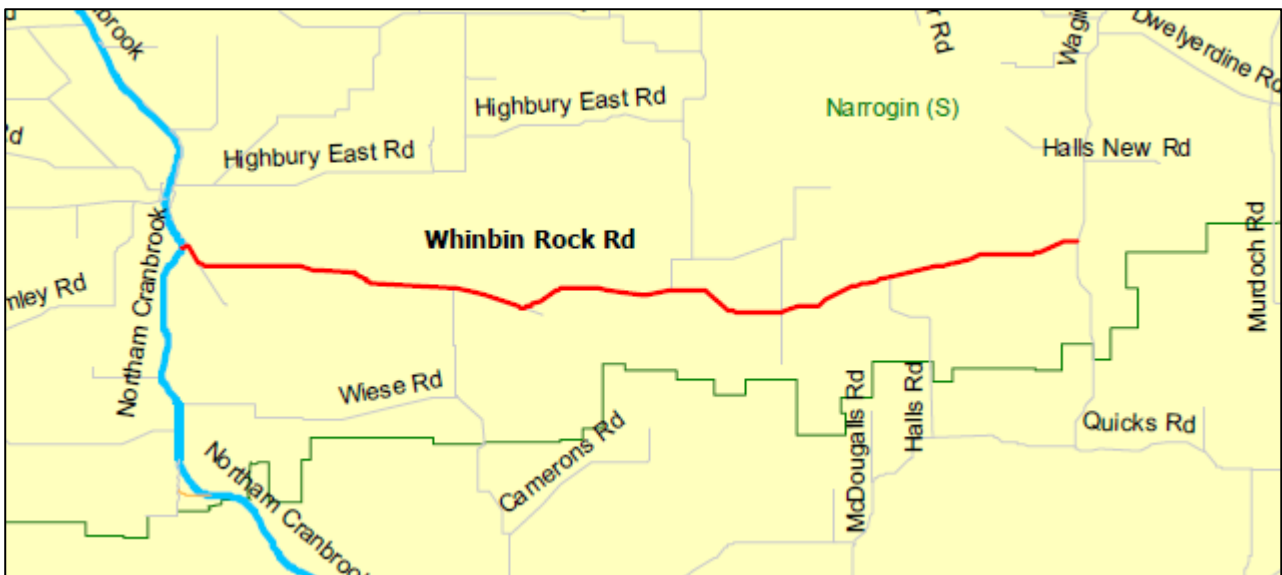 Dwelyerdine Rd
Highbury East Rd
Narrogin (S)
Halls New Rd
Highbury East Rd
Whinbin Rock Rd
Northam Cranbrook
Murdoch Rd
Wiese Rd
Camerons Rd
McDougalls Rd
Halls Rd
Quicks Rd
Northam Cranbrook